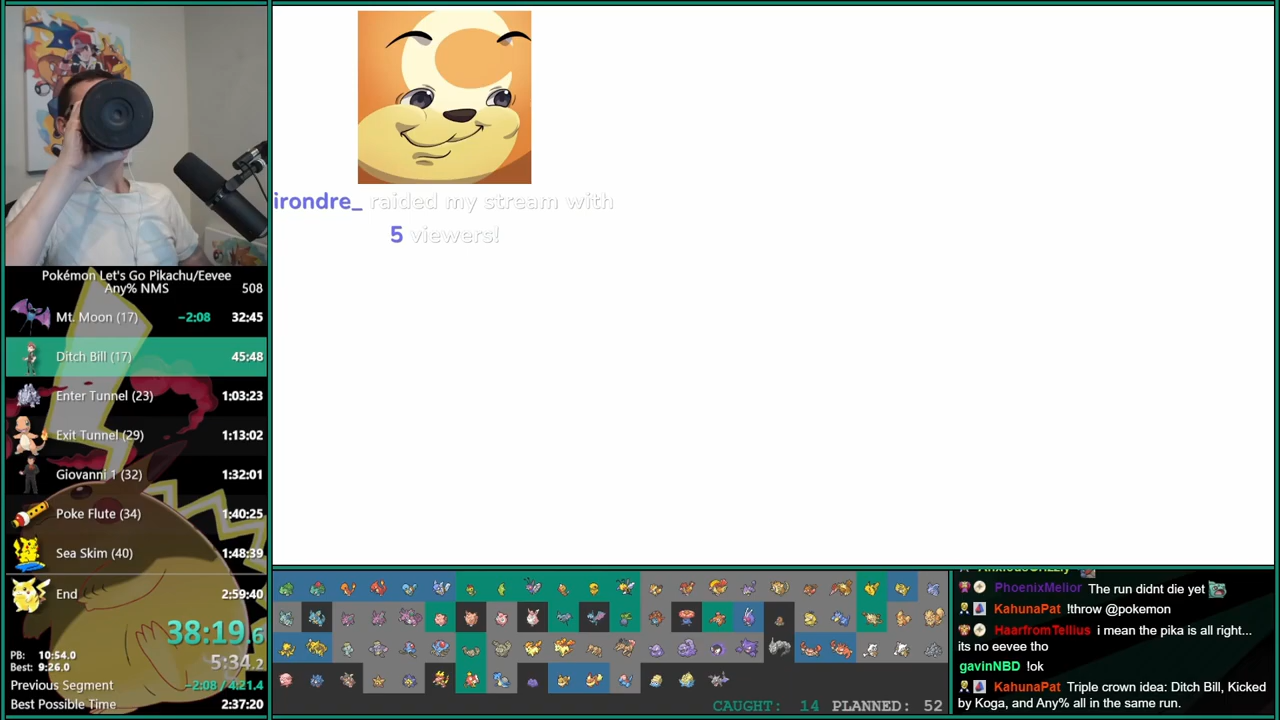 irondre_ raided my stream with
5 viewers!
Pokémon Let's Go Pikachu/Eevee
Any% NMS 508
Mt. Moon (17) −2:08 32:45
Ditch Bill (17) 45:48
Enter Tunnel (23) 1:03:23
Exit Tunnel (29) 1:13:02
Giovanni 1 (32) 1:32:01
Poke Flute (34) 1:40:25
Sea Skim (40) 1:48:39
End 2:59:40
38:19.6
PB: 10:54.0
Best: 9:26.0
5:34.2
Previous Segment −2:08 / 4:21.4
Best Possible Time 2:37:20
CAUGHT: 14 PLANNED: 52
PhoenixMelior The run didnt die yet
KahunaPat !throw @pokemon
HaarfromTellius i mean the pika is all right...
its no eevee tho
gavinNBD !ok
KahunaPat Triple crown idea: Ditch Bill, Kicked
by Koga, and Any% all in the same run.